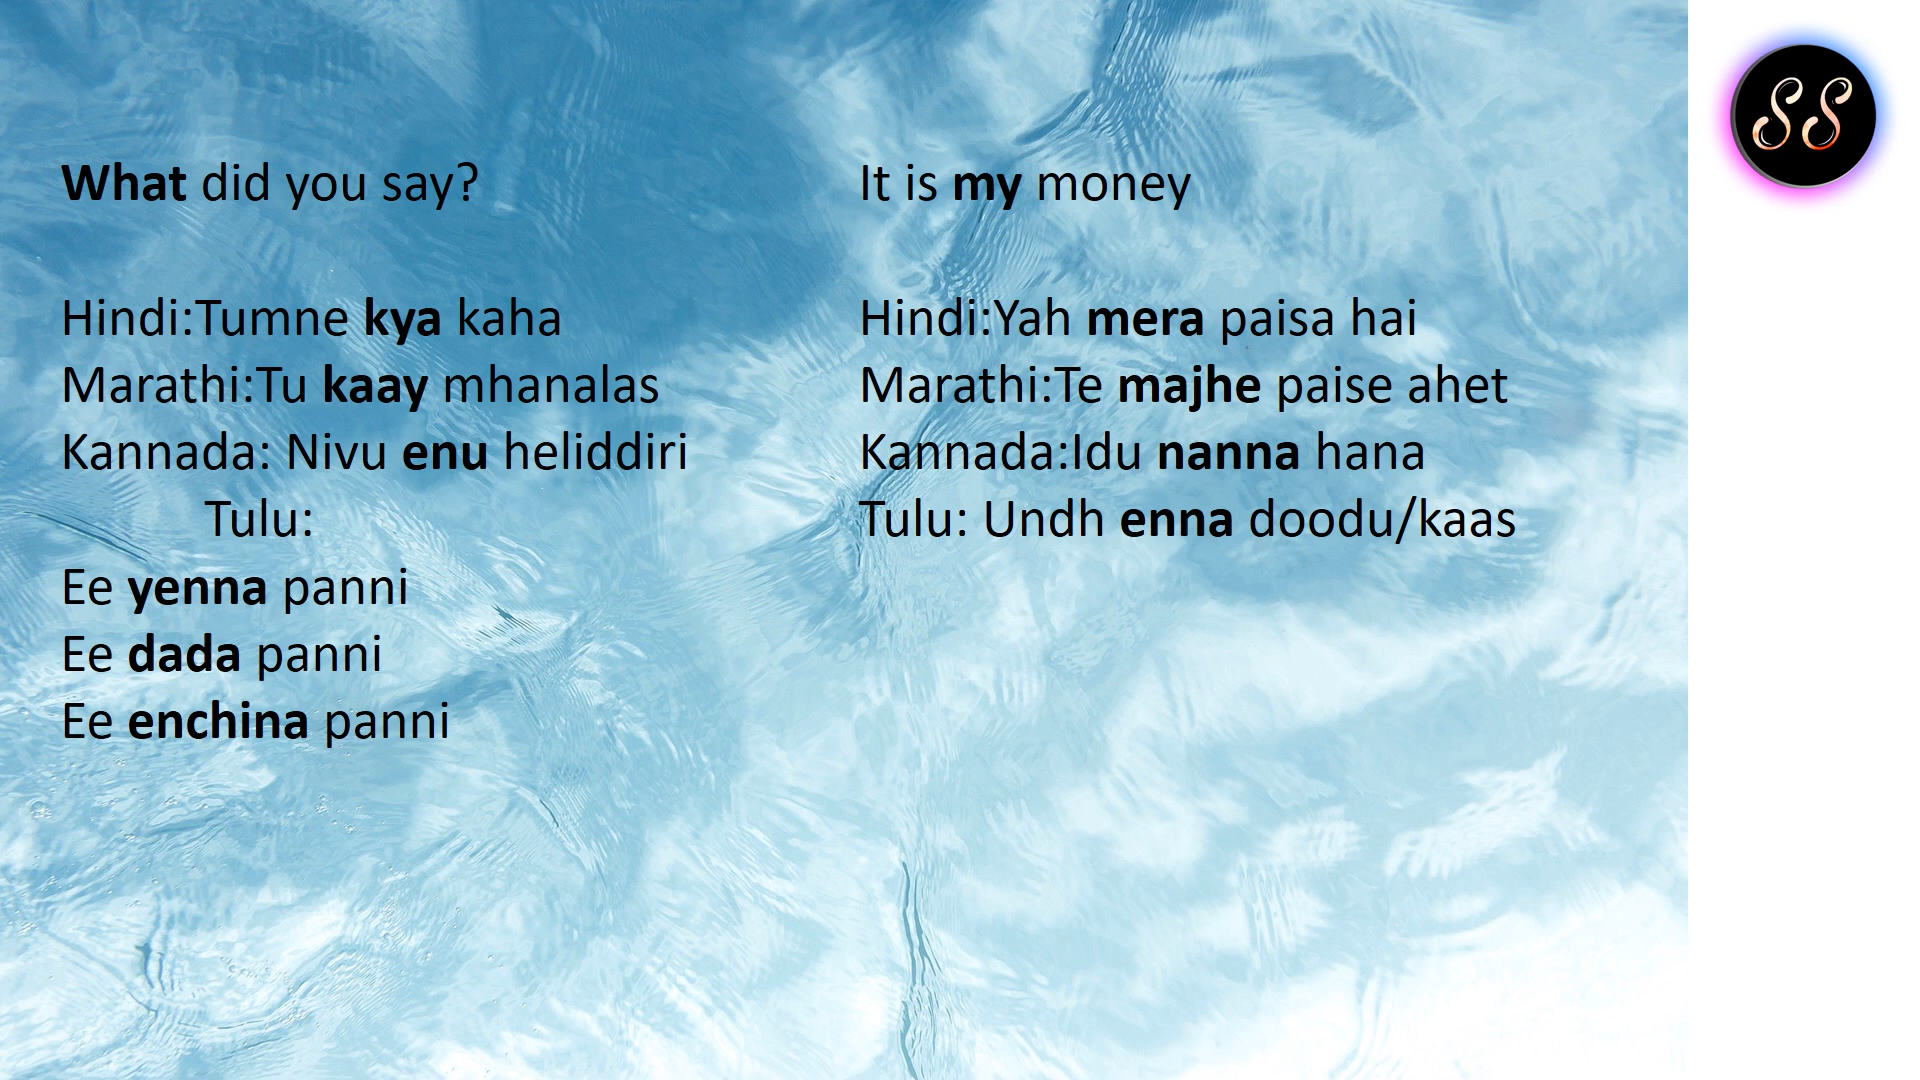 What did you say?
Hindi:Tumne kya kaha
Marathi:Tu kaay mhanalas
Kannada: Nivu enu heliddiri
Tulu:
Ee yenna panni
Ee dada panni
Ee enchina panni
It is my money
Hindi:Yah mera paisa hai
Marathi:Te majhe paise ahet
Kannada:Idu nanna hana
Tulu: Undh enna doodu/kaas
SS